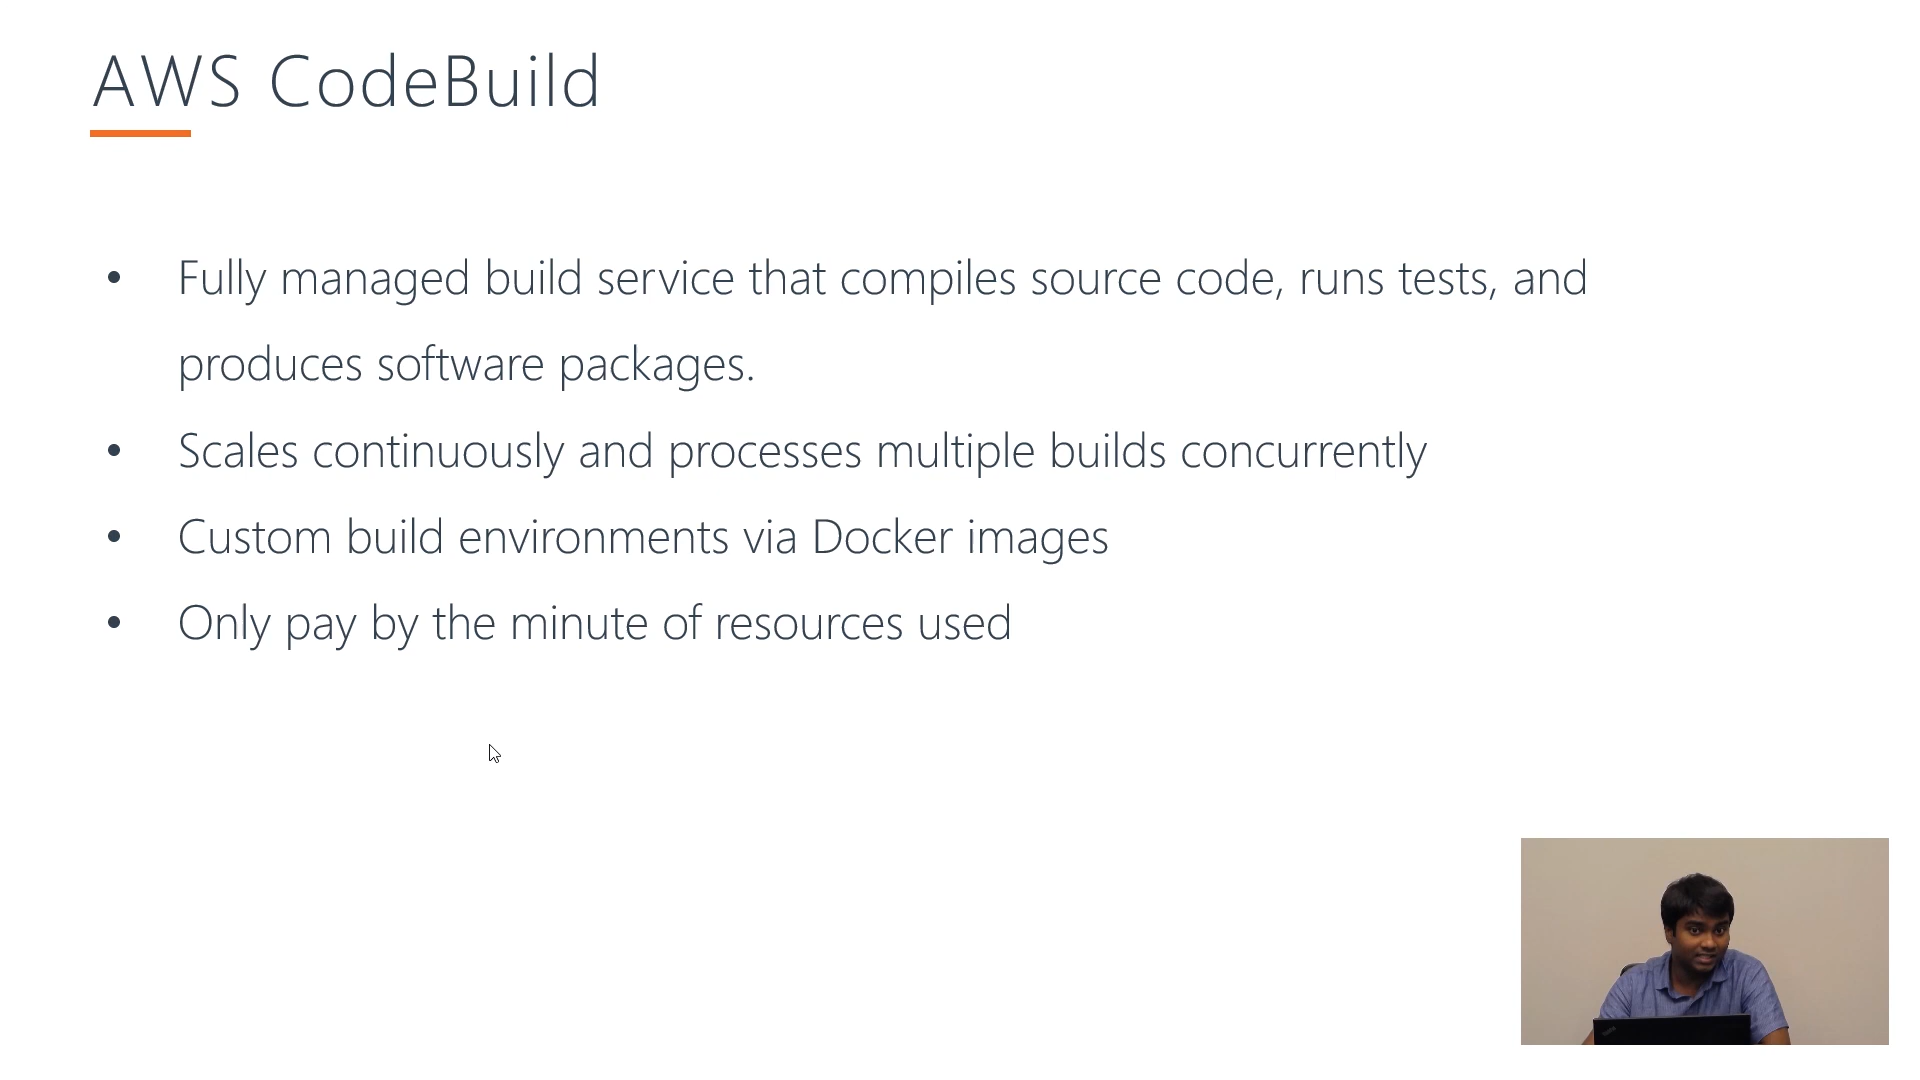 AWS CodeBuild
• Fully managed build service that compiles source code, runs tests, and
produces software packages.
• Scales continuously and processes multiple builds concurrently
• Custom build environments via Docker images
• Only pay by the minute of resources used